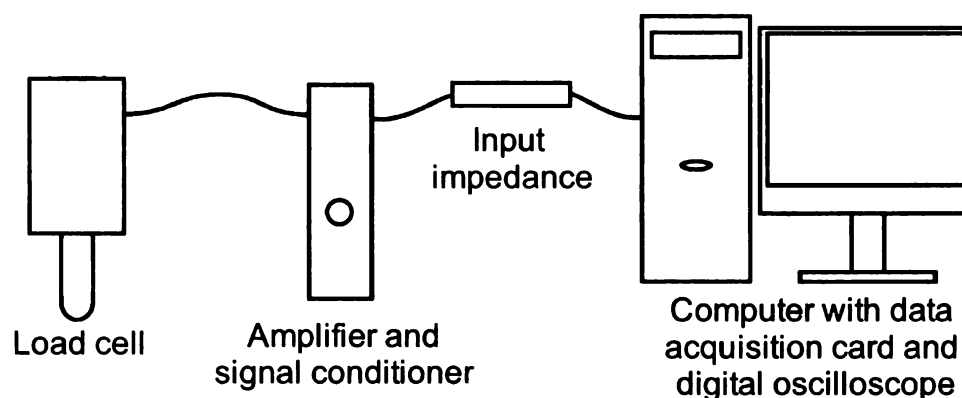 Input
impedance
Load cell
Amplifier and
signal conditioner
Computer with data
acquisition card and
digital oscilloscope